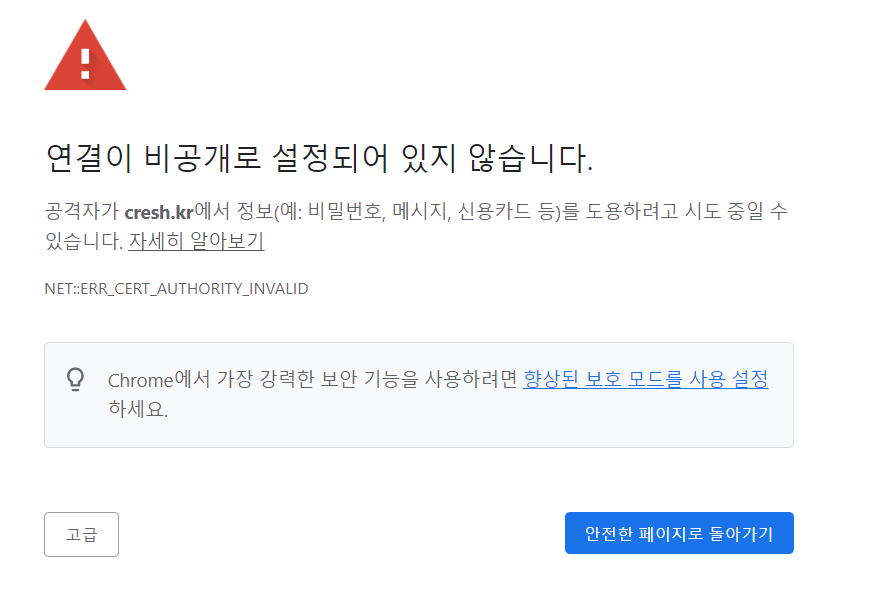 연결이 비공개로 설정되어 있지 않습니다.
공격자가 cresh.kr에서 정보(예: 비밀번호, 메시지, 신용카드 등)를 도용하려고 시도 중일 수
있습니다. 자세히 알아보기
NET::ERR_CERT_AUTHORITY_INVALID
Chrome에서 가장 강력한 보안 기능을 사용하려면 향상된 보호 모드를 사용 설정
하세요.
고급
안전한 페이지로 돌아가기